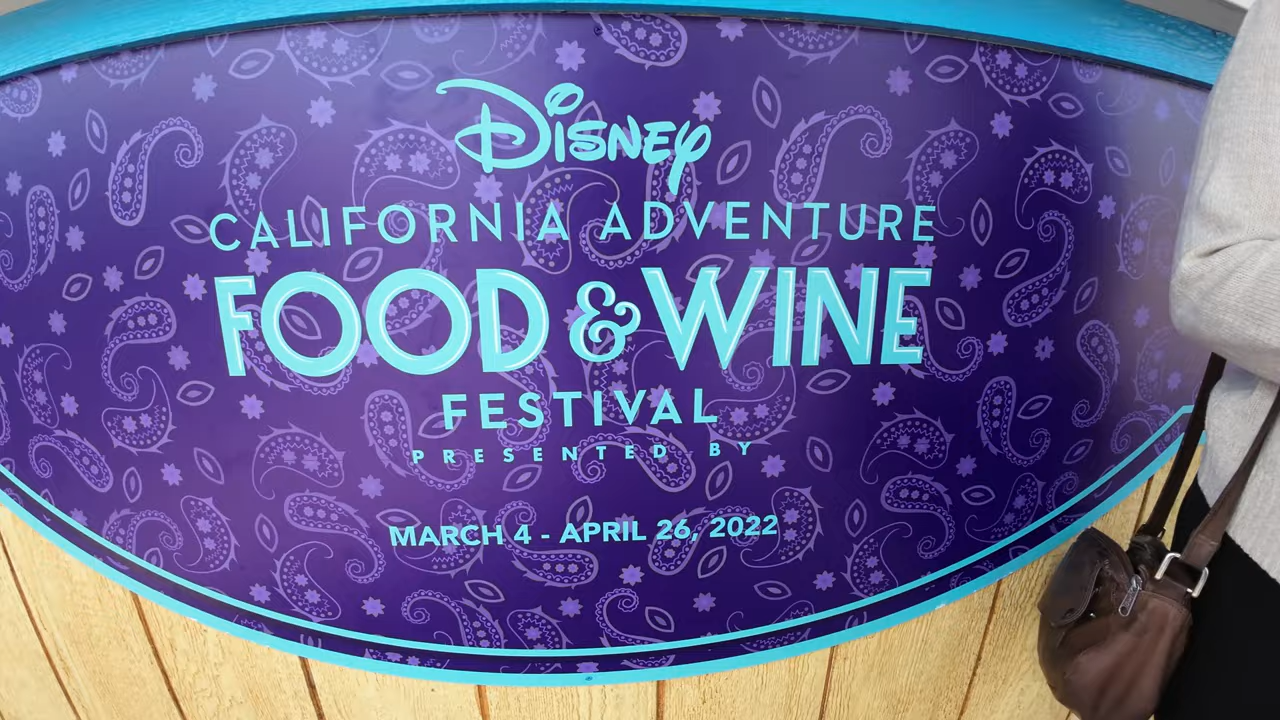 Disney
CALIFORNIA ADVENTURE
FOOD & WINE
FESTIVAL
PRESENTED BY
MARCH 4 - APRIL 26, 2022